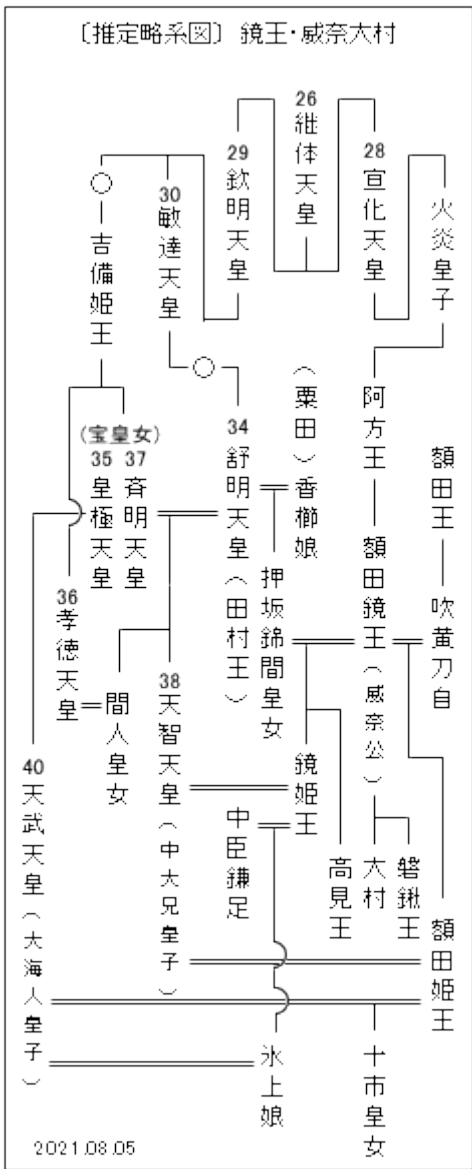 〔推定略系図〕 鏡王・威奈大村
火炎皇子
28 宣化天皇
26 継体天皇
29 欽明天皇
30 敏達天皇
○
吉備姫王
○
額田王
吹黄刀自
阿方王
額田鏡王(威奈公)
(粟田)香櫛娘
押坂錦間皇女
34 舒明天皇(田村王)
(宝皇女)
37 斉明天皇
35 皇極天皇
36 孝徳天皇
間人皇女
38 天智天皇(中大兄皇子)
鏡姫王
中臣鎌足
高見王
大村
磐鍬王
額田姫王
40 天武天皇(大海人皇子)
氷上娘
十市皇女
2021.08.05